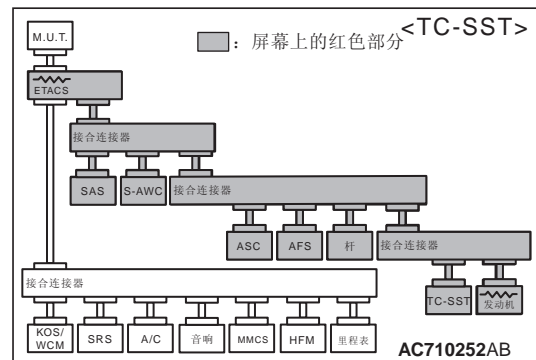 <TC-SST>
M.U.T.
：屏幕上的红色部分
ETACS
接合连接器
SAS
S-AWC
接合连接器
ASC
AFS
杆
接合连接器
接合连接器
TC-SST
发动机
KOS/
WCM
SRS
A/C
音响
MMCS
HFM
里程表
AC710252AB